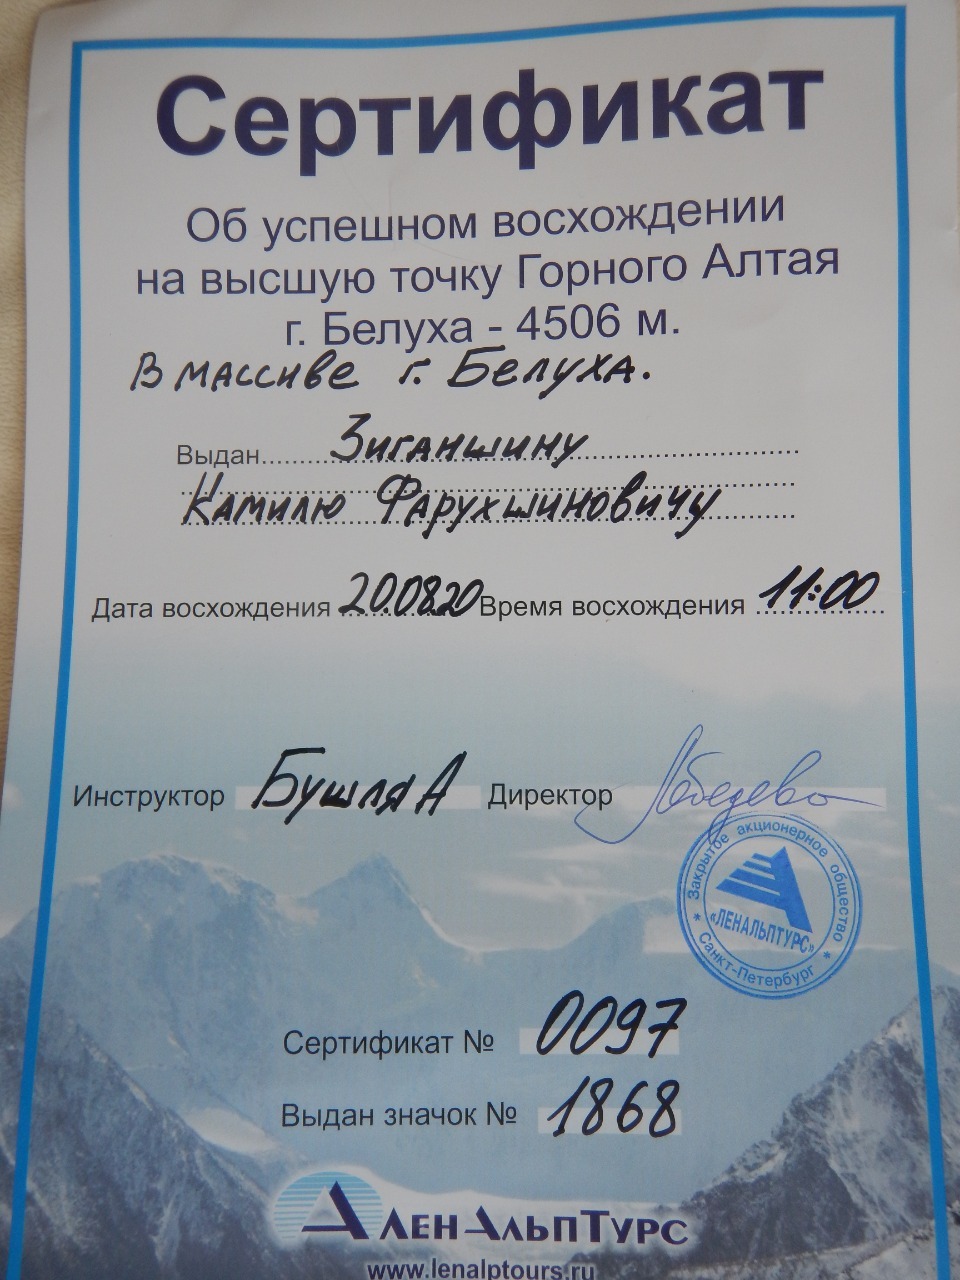 Сертификат
Об успешном восхождении
на высшую точку Горного Алтая
г. Белуха - 4506 м.
В массиве г. Белуха.
Выдан Зиганшину
Камилю Фарухшиновичу
Дата восхождения 20.08.20 Время восхождения 11:00
Инструктор Бушля А Директор Лебедева
Закрытое акционерное общество
«ЛЕНАЛЬПТУРС»
* Санкт-Петербург *
Сертификат № 0097
Выдан значок № 1868
ЛенАльпТурс
www.lenalptours.ru